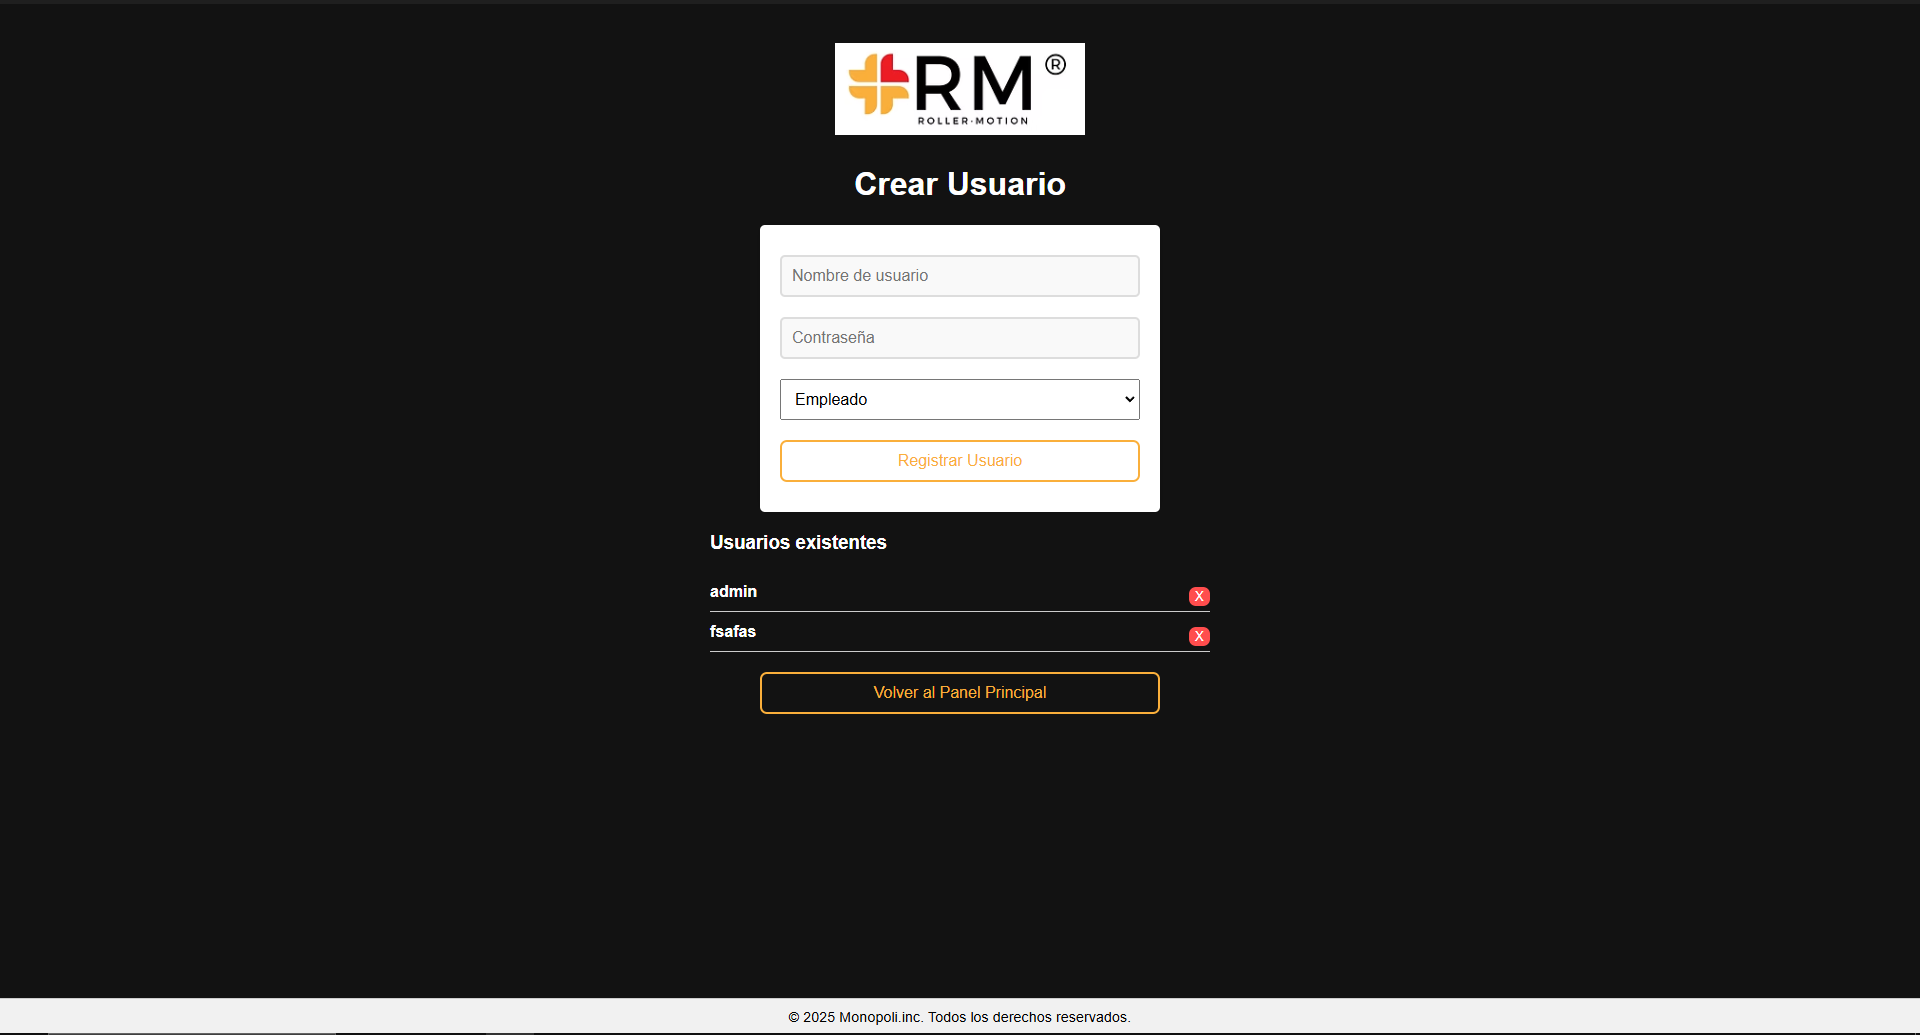 RM ®
ROLLER·MOTION
Crear Usuario
Nombre de usuario
Contraseña
Empleado
Registrar Usuario
Usuarios existentes
admin X
fsafas X
Volver al Panel Principal
© 2025 Monopoli.inc. Todos los derechos reservados.